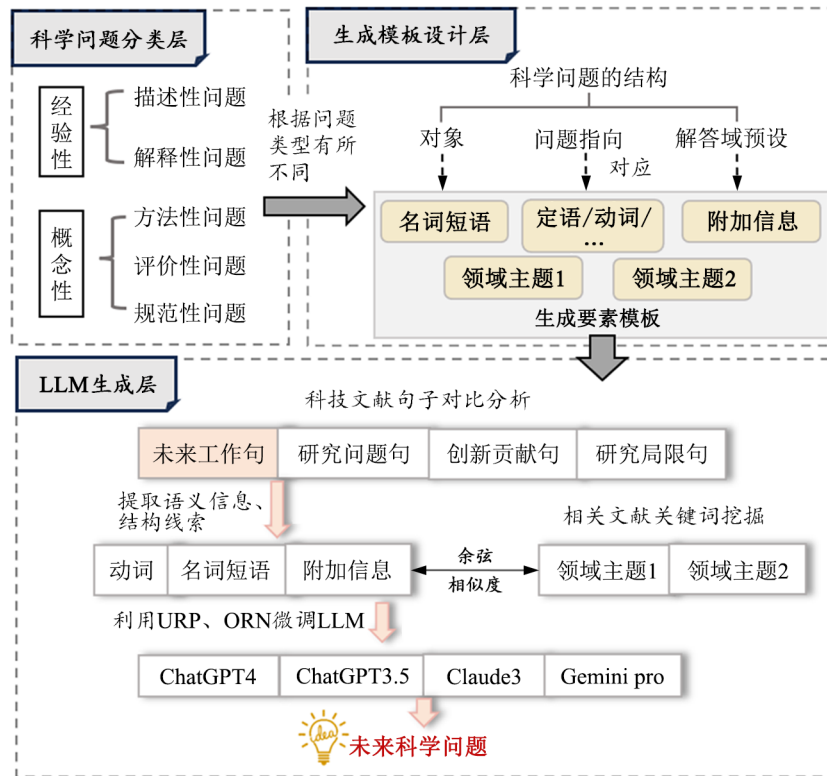 科学问题分类层
经验性
描述性问题
解释性问题
概念性
方法性问题
评价性问题
规范性问题
根据问题
类型有所
不同
生成模板设计层
科学问题的结构
对象
问题指向
解答域预设
对应
名词短语
定语/动词/
…
附加信息
领域主题1
领域主题2
生成要素模板
LLM生成层
科技文献句子对比分析
未来工作句
研究问题句
创新贡献句
研究局限句
提取语义信息、
结构线索
相关文献关键词挖掘
动词
名词短语
附加信息
余弦
相似度
领域主题1
领域主题2
利用URP、ORN微调LLM
ChatGPT4
ChatGPT3.5
Claude3
Gemini pro
idea
未来科学问题